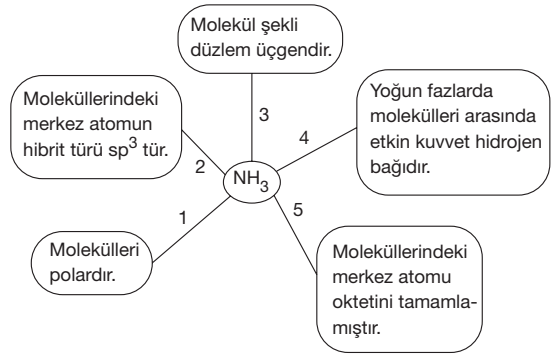 Molekül şekli
düzlem üçgendir.
Moleküllerindeki
merkez atomun
hibrit türü sp³ tür.
Yoğun fazlarda
molekülleri arasında
etkin kuvvet hidrojen
bağıdır.
3
4
2
NH₃
1
5
Molekülleri
polardır.
Moleküllerindeki
merkez atomu
oktetini tamamla-
mıştır.